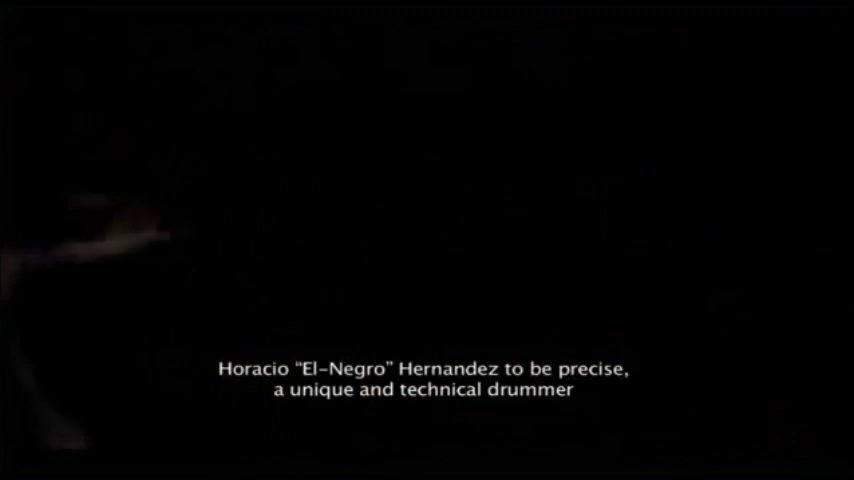 Horacio “El-Negro” Hernandez to be precise,
a unique and technical drummer